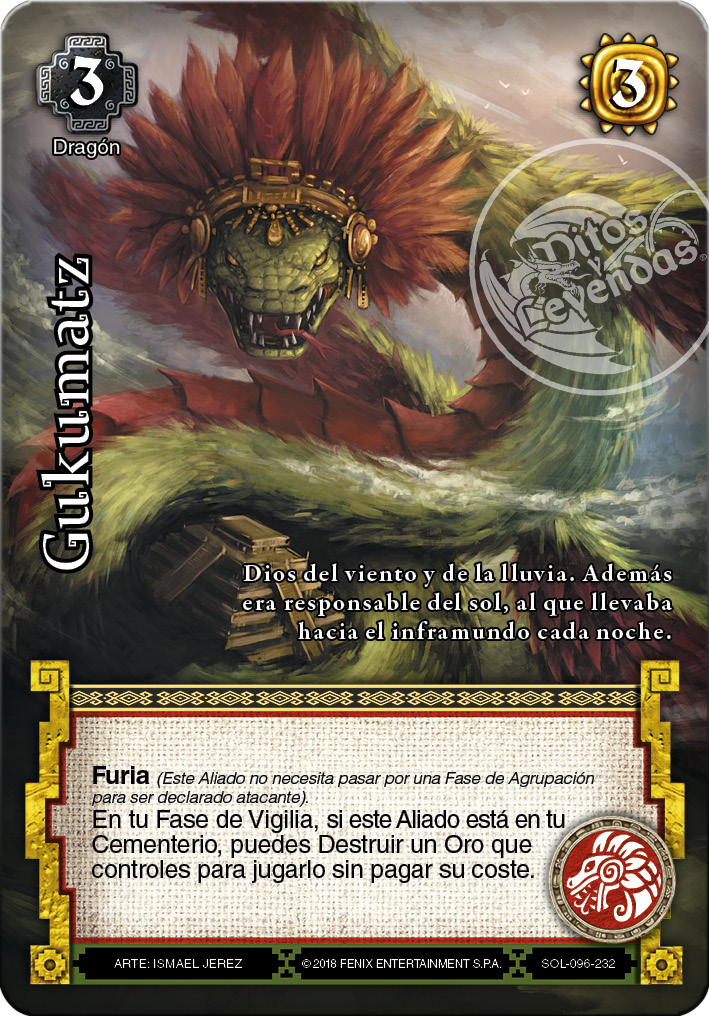 3
3
Dragón
Mitos
y
Leyendas
Gukumatz
Dios del viento y de la lluvia. Además
era responsable del sol, al que llevaba
hacia el inframundo cada noche.
Furia (Este Aliado no necesita pasar por una Fase de Agrupación
para ser declarado atacante).
En tu Fase de Vigilia, si este Aliado está en tu
Cementerio, puedes Destruir un Oro que
controles para jugarlo sin pagar su coste.
ARTE: ISMAEL JEREZ
© 2018 FENIX ENTERTAINMENT S.P.A.
SOL-096-232